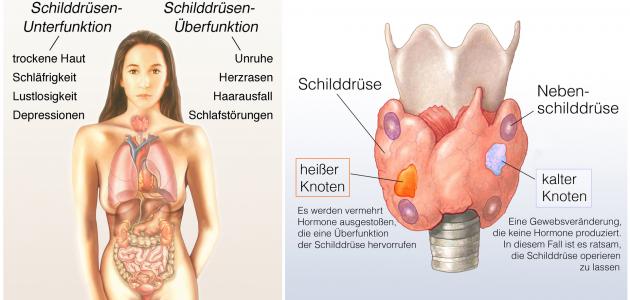 Schilddrüsen-
Unterfunktion
trockene Haut
Schläfrigkeit
Lustlosigkeit
Depressionen
Schilddrüsen-
Überfunktion
Unruhe
Herzrasen
Haarausfall
Schlafstörungen
Schilddrüse
Neben-
schilddrüse
heißer
Knoten
Es werden vermehrt
Hormone ausgestoßen,
die eine Überfunktion
der Schilddrüse hervorrufen
kalter
Knoten
Eine Gewebsveränderung,
die keine Hormone produziert.
In diesem Fall ist es ratsam,
die Schilddrüse operieren
zu lassen